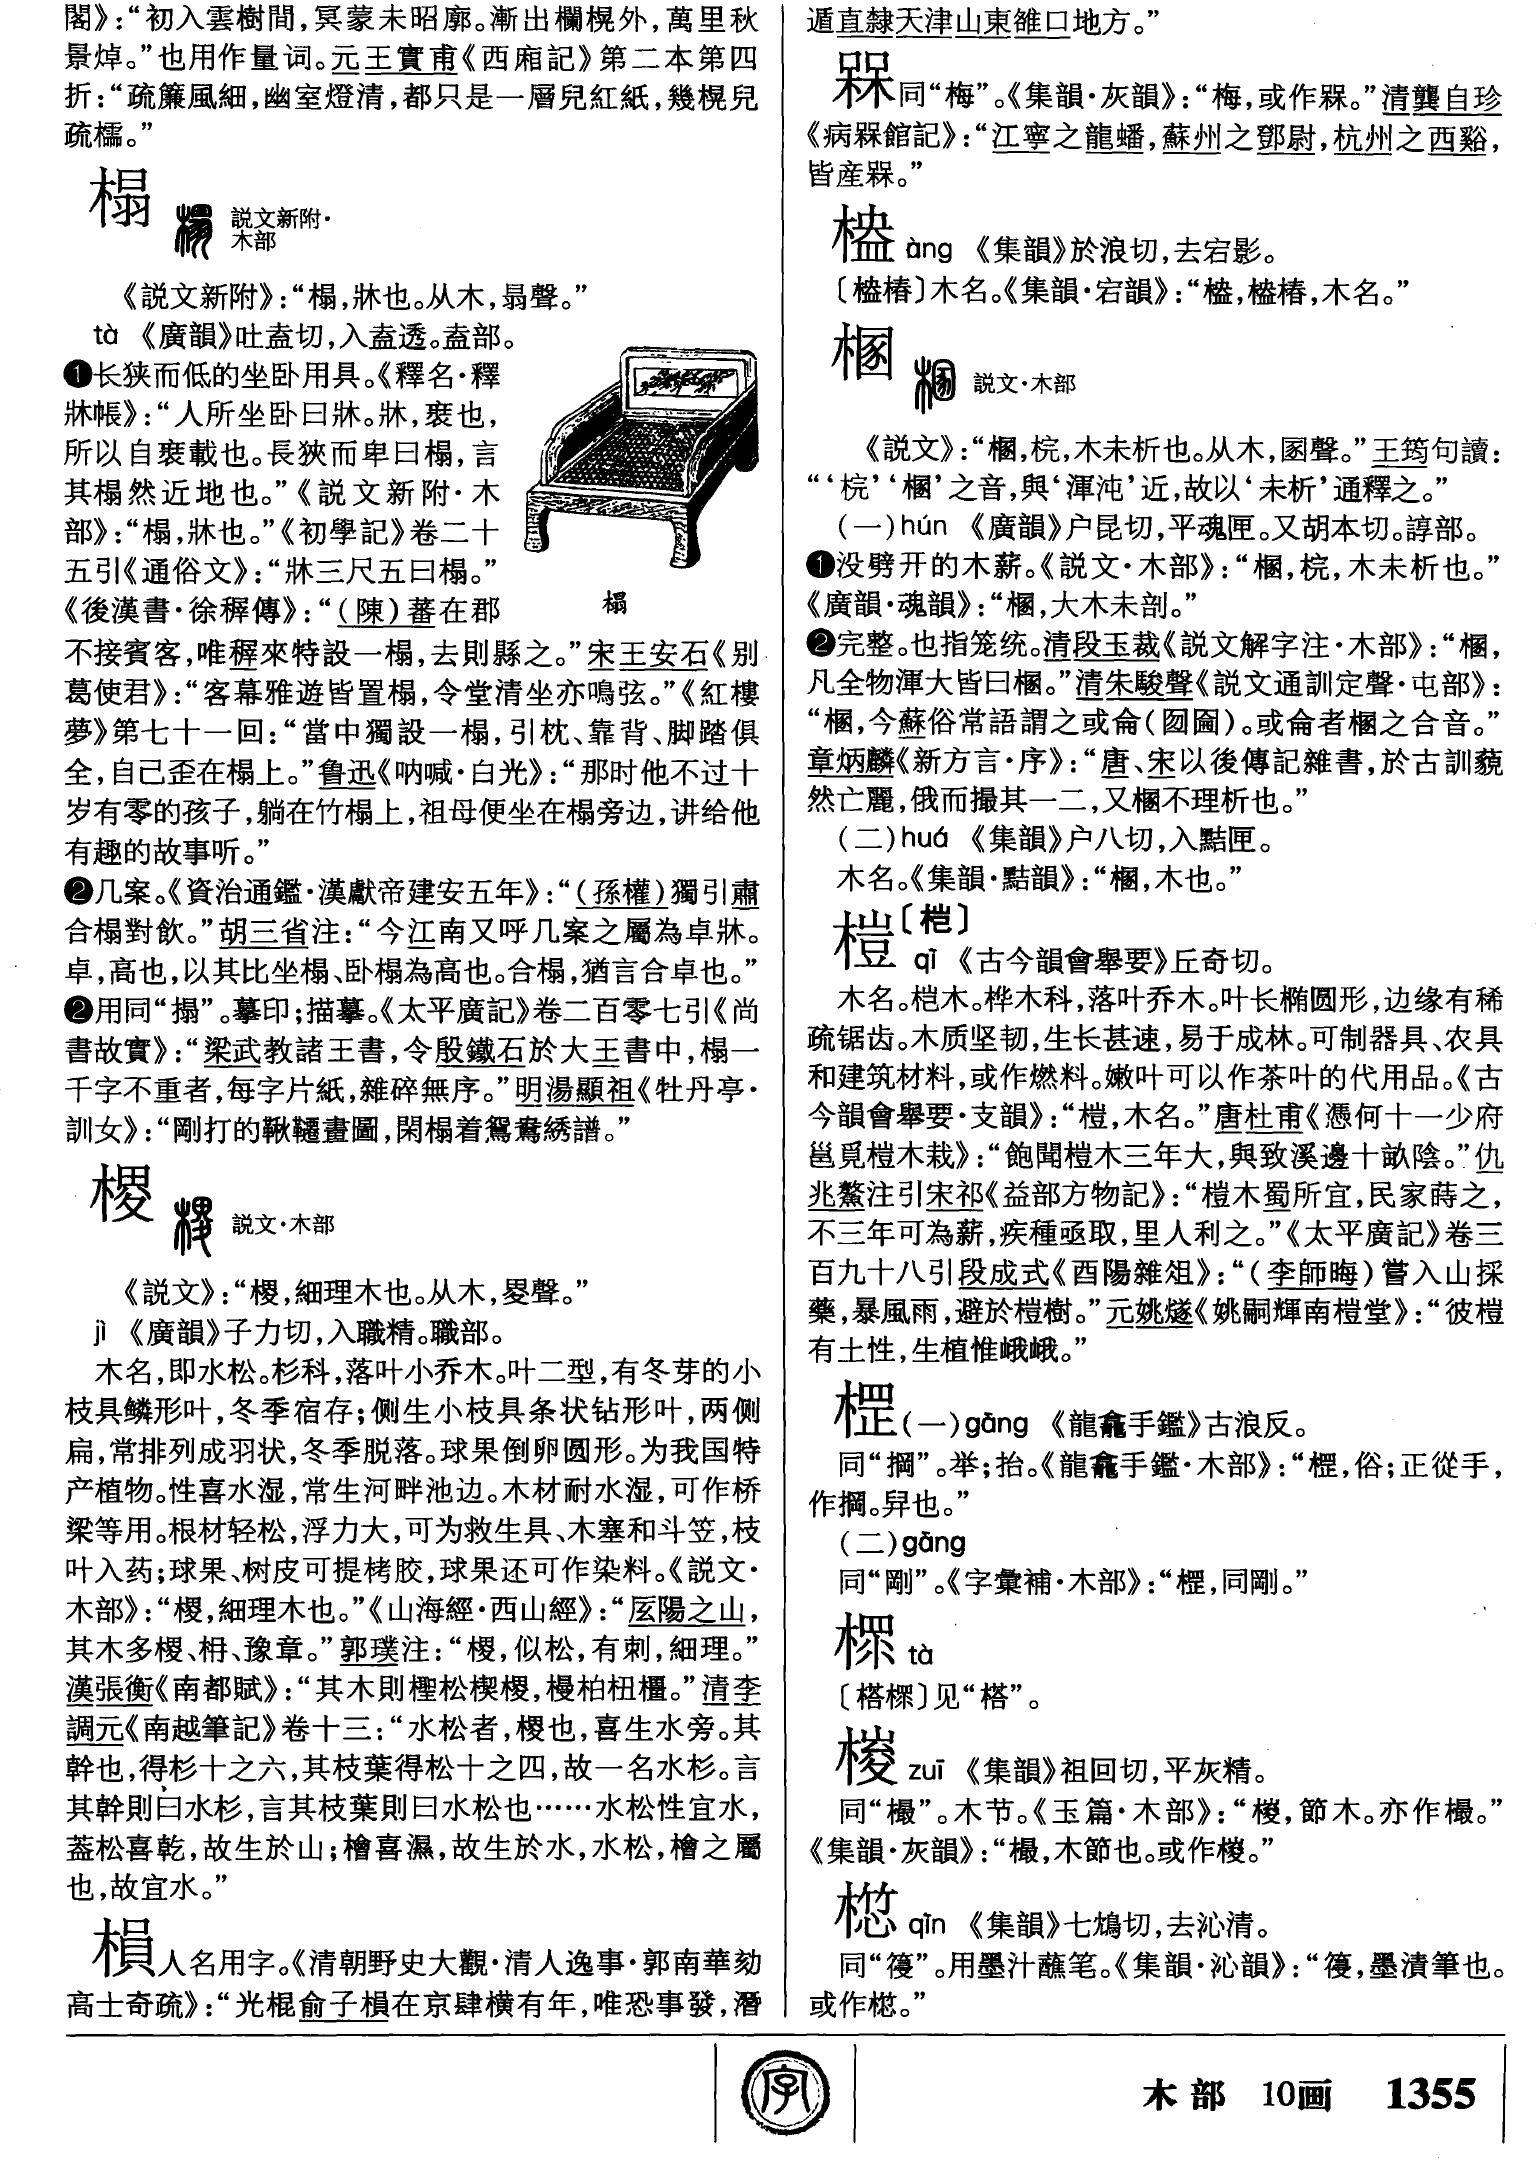 閣》:“初入雲樹間，冥蒙未昭廓。漸出欄榥外，萬里秋
景焯。”也用作量词。元王實甫《西廂記》第二本第四
折:“疏簾風細，幽室燈清，都只是一層兒紅紙，幾榥兒
疏櫺。”
榻 説文新附·
木部
《説文新附》:“榻，牀也。从木，㬱聲。”
tà 《廣韻》吐盍切，入盍透。盍部。
❶长狭而低的坐卧用具。《釋名·釋
牀帳》:“人所坐卧曰牀。牀，裝也，
所以自裝載也。長狹而卑曰榻，言
其榻然近地也。”《説文新附·木
部》:“榻，牀也。”《初學記》卷二十
五引《通俗文》:“牀三尺五曰榻。”
《後漢書·徐穉傳》:“(陳)蕃在郡
榻
不接賓客，唯穉來特設一榻，去則縣之。”宋王安石《别
葛使君》:“客幕雅遊皆置榻，令堂清坐亦鳴弦。”《紅樓
夢》第七十一回:“當中獨設一榻，引枕、靠背、脚踏俱
全，自己歪在榻上。”鲁迅《呐喊·白光》:“那时他不过十
岁有零的孩子，躺在竹榻上，祖母便坐在榻旁边，讲给他
有趣的故事听。”
❷几案。《資治通鑑·漢獻帝建安五年》:“(孫權)獨引肅
合榻對飲。”胡三省注:“今江南又呼几案之屬為卓牀。
卓，高也，以其比坐榻、卧榻為高也。合榻，猶言合卓也。”
❷用同“搨”。摹印;描摹。《太平廣記》卷二百零七引《尚
書故實》:“梁武教諸王書，令殷鐵石於大王書中，榻一
千字不重者，每字片紙，雜碎無序。”明湯顯祖《牡丹亭·
訓女》:“剛打的鞦韆畫圖，閑榻着鴛鴦綉譜。”
㮨 説文·木部
《説文》:“㮨，細理木也。从木，畟聲。”
jì 《廣韻》子力切，入職精。職部。
木名，即水松。杉科，落叶小乔木。叶二型，有冬芽的小
枝具鳞形叶，冬季宿存;侧生小枝具条状钻形叶，两侧
扁，常排列成羽状，冬季脱落。球果倒卵圆形。为我国特
产植物。性喜水湿，常生河畔池边。木材耐水湿，可作桥
梁等用。根材轻松，浮力大，可为救生具、木塞和斗笠，枝
叶入药;球果、树皮可提栲胶，球果还可作染料。《説文·
木部》:“㮨，細理木也。”《山海經·西山經》:“厎陽之山，
其木多㮨、枏、豫章。”郭璞注:“㮨，似松，有刺，細理。”
漢張衡《南都賦》:“其木則檉松楔㮨，槾柏杻橿。”清李
調元《南越筆記》卷十三:“水松者，㮨也，喜生水旁。其
幹也，得杉十之六，其枝葉得松十之四，故一名水杉。言
其幹則曰水杉，言其枝葉則曰水松也……水松性宜水，
葢松喜乾，故生於山;檜喜濕，故生於水，水松，檜之屬
也，故宜水。”
㮡 人名用字。《清朝野史大觀·清人逸事·郭南華劾
高士奇疏》:“光棍俞子㮡在京肆横有年，唯恐事發，潛
遁直隸天津山東雒口地方。”
槑 同“梅”。《集韻·灰韻》:“梅，或作槑。”清龔自珍
《病槑館記》:“江寧之龍蟠，蘇州之鄧尉，杭州之西谿，
皆産槑。”
㭿 àng 《集韻》於浪切，去宕影。
〔㭿椿〕木名。《集韻·宕韻》:“㭿，㭿椿，木名。”
梡 説文·木部
《説文》:“棞，梡，木未析也。从木，圂聲。”王筠句讀:
“‘梡’‘棞’之音，與‘渾沌’近，故以‘未析’通釋之。”
(一)hún 《廣韻》户昆切，平魂匣。又胡本切。諄部。
❶没劈开的木薪。《説文·木部》:“棞，梡，木未析也。”
《廣韻·魂韻》:“棞，大木未剖。”
❷完整。也指笼统。清段玉裁《説文解字注·木部》:“棞，
凡全物渾大皆曰棞。”清朱駿聲《説文通訓定聲·屯部》:
“棞，今蘇俗常語謂之或侖(囫圇)。或侖者棞之合音。”
章炳麟《新方言·序》:“唐、宋以後傳記雜書，於古訓藐
然亡麗，俄而撮其一二，又棞不理析也。”
(二)huá 《集韻》户八切，入黠匣。
木名。《集韻·黠韻》:“棞，木也。”
榿〔桤〕
qī 《古今韻會舉要》丘奇切。
木名。桤木。桦木科，落叶乔木。叶长椭圆形，边缘有稀
疏锯齿。木质坚韧，生长甚速，易于成林。可制器具、农具
和建筑材料，或作燃料。嫩叶可以作茶叶的代用品。《古
今韻會舉要·支韻》:“榿，木名。”唐杜甫《憑何十一少府
邕覓榿木栽》:“飽聞榿木三年大，與致溪邊十畝陰。”仇
兆鰲注引宋祁《益部方物記》:“榿木蜀所宜，民家蒔之，
不三年可為薪，疾種亟取，里人利之。”《太平廣記》卷三
百九十八引段成式《酉陽雜俎》:“(李師晦)嘗入山採
藥，暴風雨，避於榿樹。”元姚燧《姚嗣輝南榿堂》:“彼榿
有土性，生植惟峨峨。”
(一)gāng 《龍龕手鑑》古浪反。
同“掆”。举;抬。《龍龕手鑑·木部》:“，俗;正從手，
作掆。舁也。”
(二)gāng
同“剛”。《字彙補·木部》:“，同剛。”
tà
〔㭼〕见“㭼”。
zuī 《集韻》祖回切，平灰精。
同“樶”。木节。《玉篇·木部》:“，節木。亦作樶。”
《集韻·灰韻》:“樶，木節也。或作。”
qìn 《集韻》七鴆切，去沁清。
同“”。用墨汁蘸笔。《集韻·沁韻》:“，墨漬筆也。
或作。”
字
木部 10画 1355